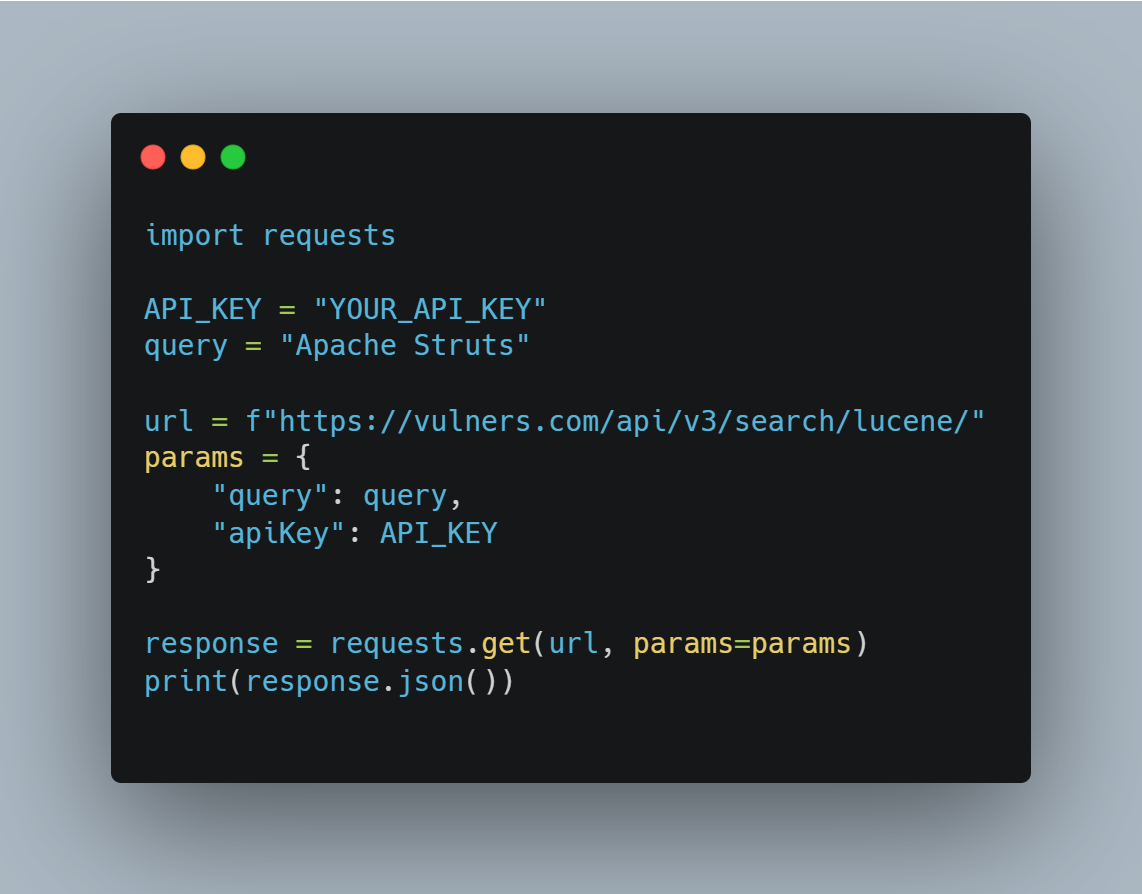 import requests
API_KEY = "YOUR_API_KEY"
query = "Apache Struts"
url = f"https://vulners.com/api/v3/search/lucene/"
params = {
    "query": query,
    "apiKey": API_KEY
}
response = requests.get(url, params=params)
print(response.json())